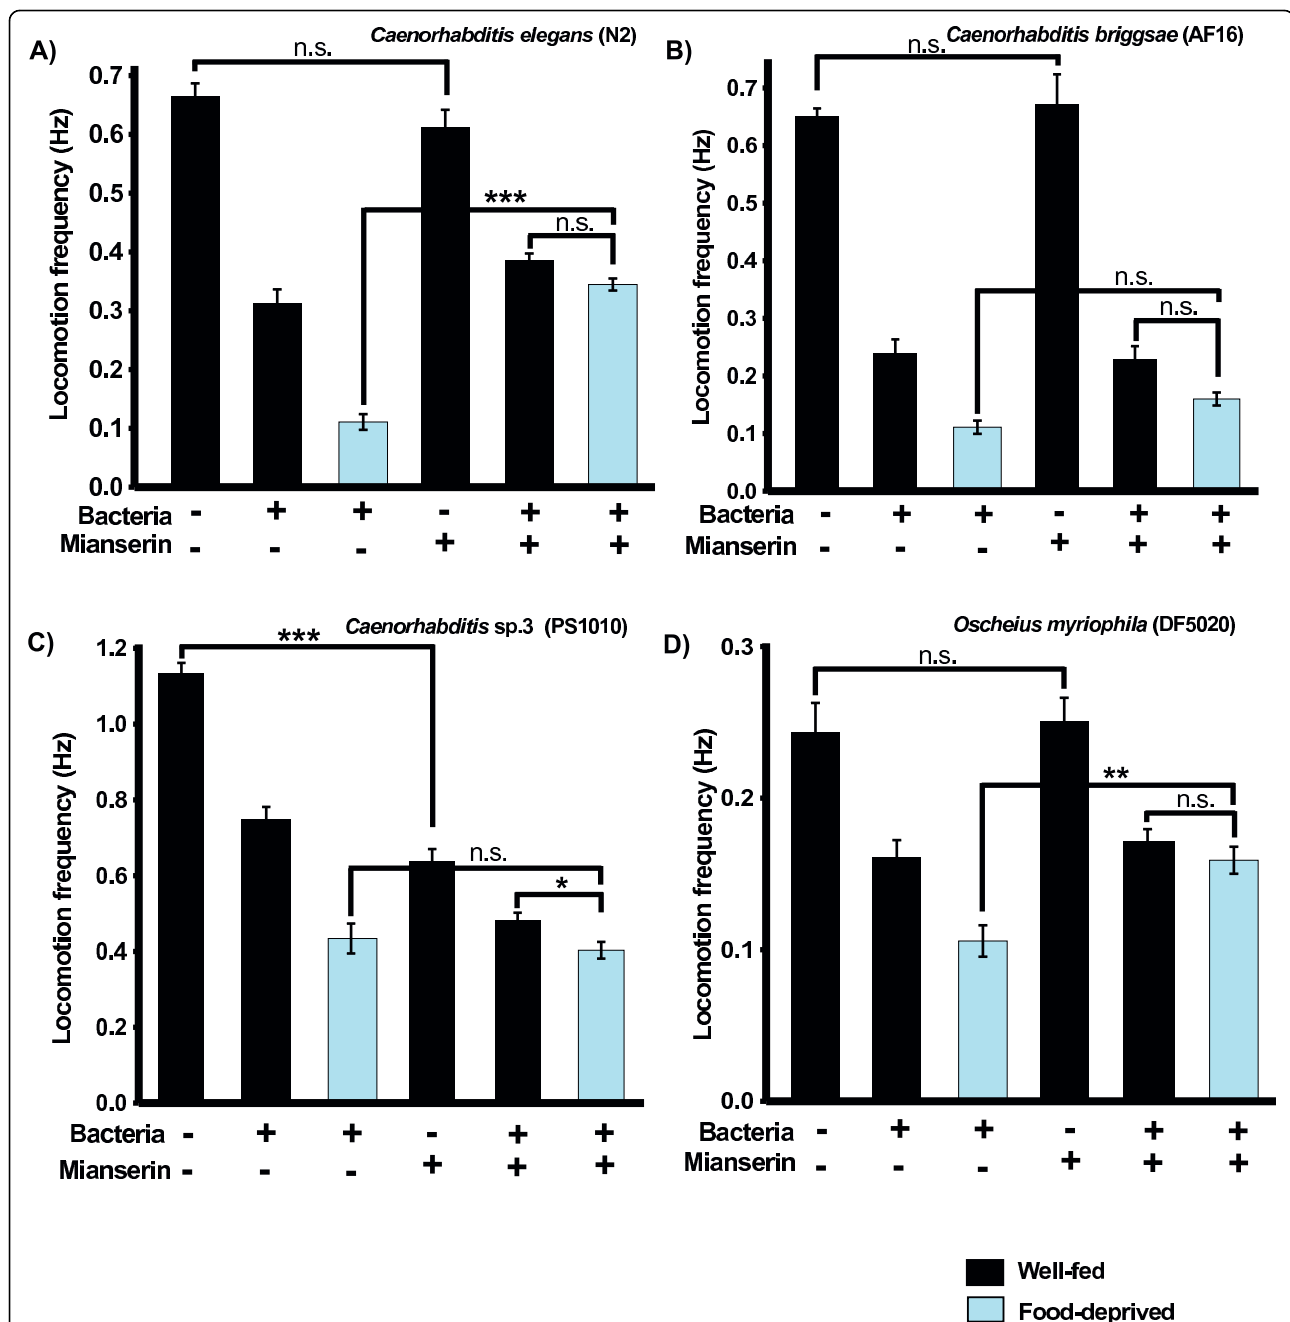 A)
Caenorhabditis elegans (N2)
n.s.
***
n.s.
Locomotion frequency (Hz)
0.7
0.6
0.5
0.4
0.3
0.2
0.1
0.0
Bacteria - + + - + +
Mianserin - - - + + +
B)
Caenorhabditis briggsae (AF16)
n.s.
n.s.
n.s.
Locomotion frequency (Hz)
0.7
0.6
0.5
0.4
0.3
0.2
0.1
0.0
Bacteria - + + - + +
Mianserin - - - + + +
C)
Caenorhabditis sp.3 (PS1010)
***
n.s.
*
Locomotion frequency (Hz)
1.2
1.0
0.8
0.6
0.4
0.2
0.0
Bacteria - + + - + +
Mianserin - - - + + +
D)
Oscheius myriophila (DF5020)
n.s.
**
n.s.
Locomotion frequency (Hz)
0.3
0.2
0.1
0.0
Bacteria - + + - + +
Mianserin - - - + + +
Well-fed
Food-deprived